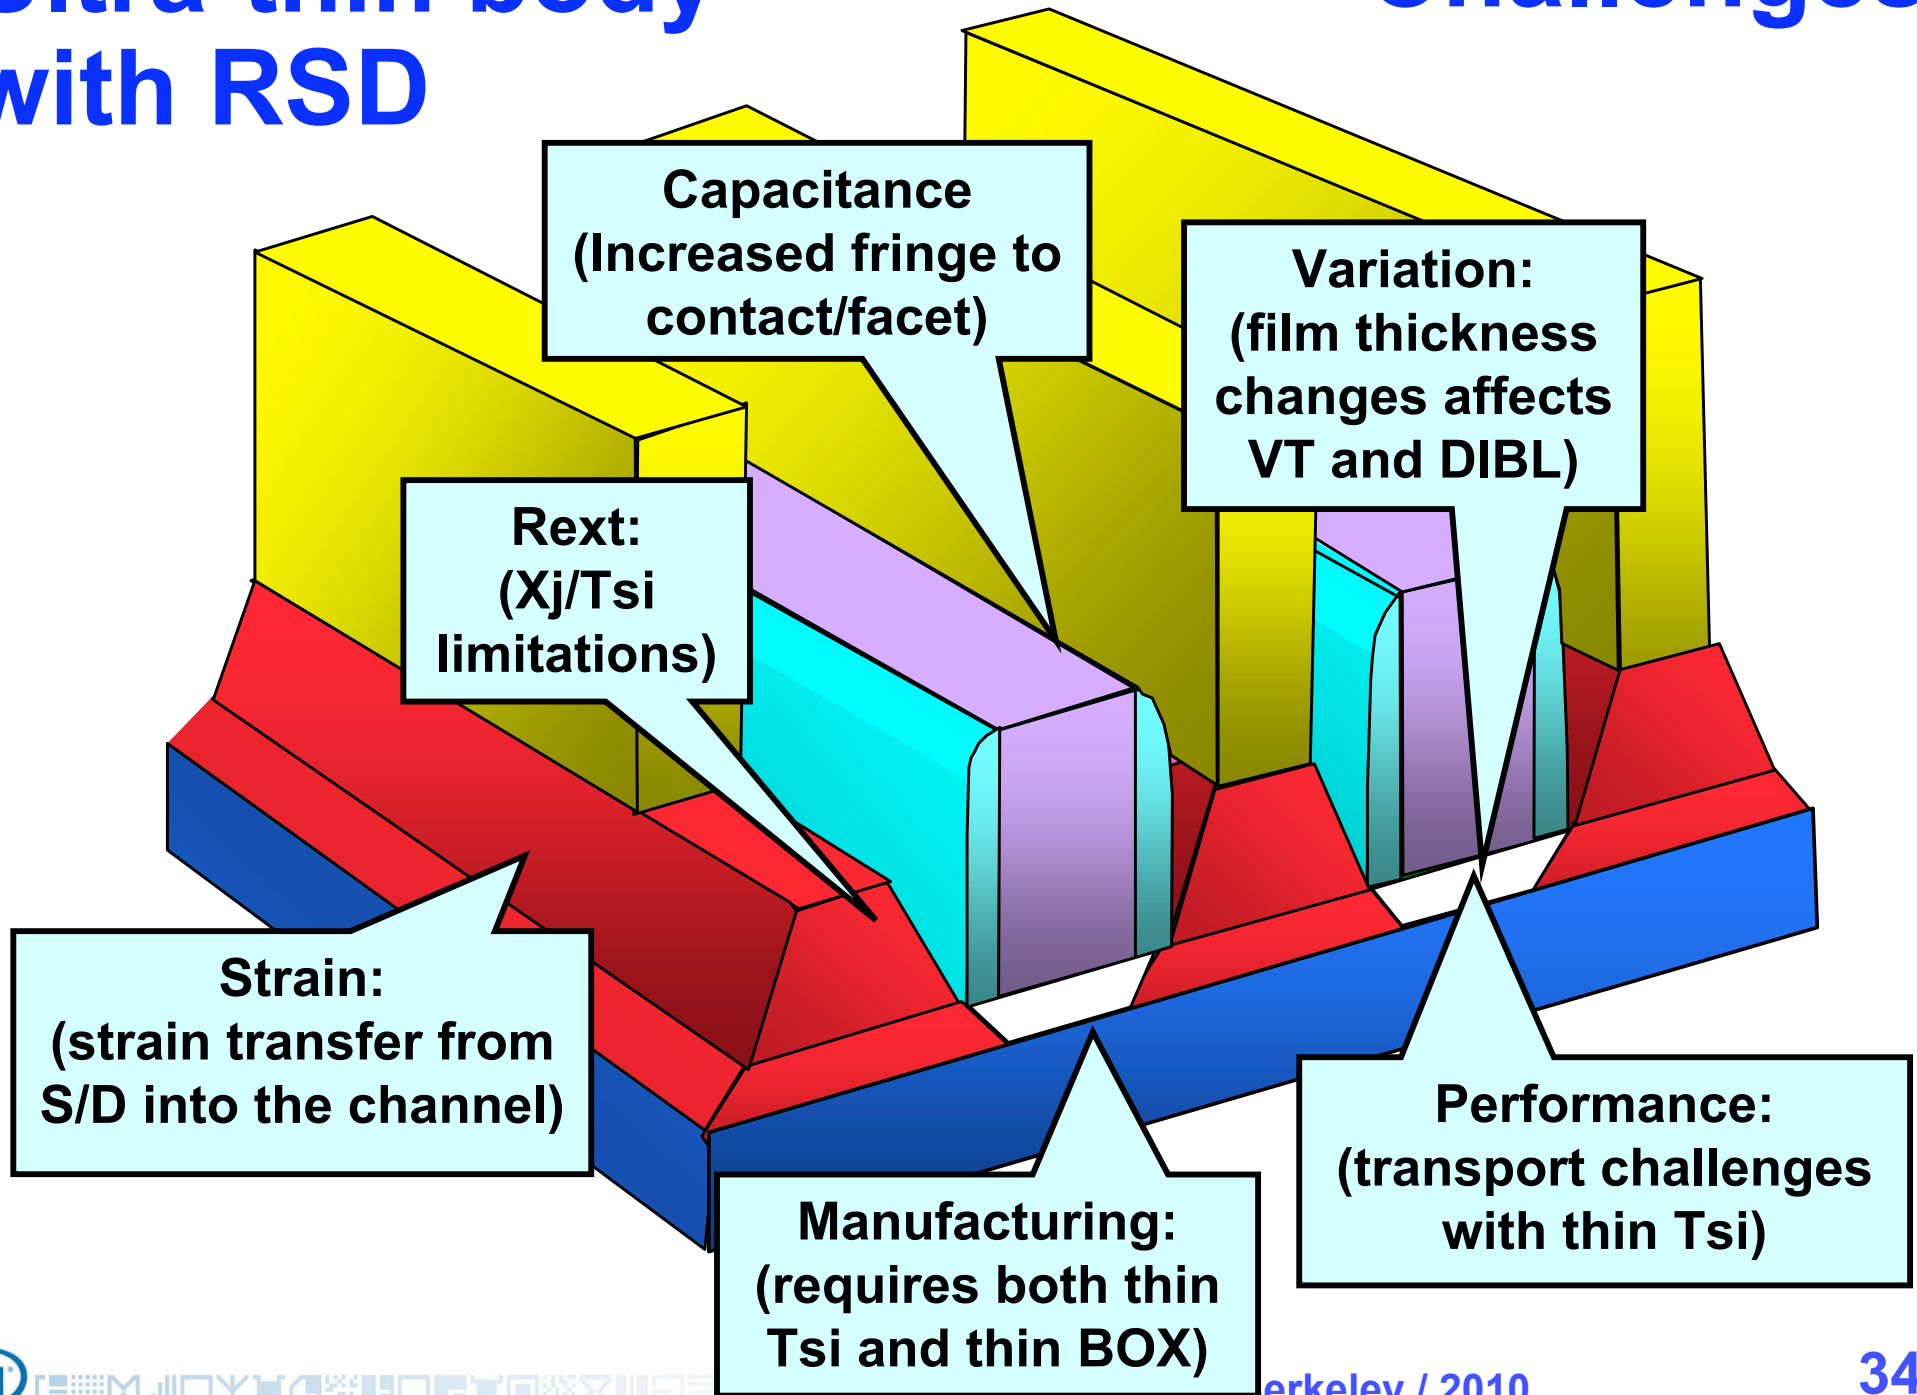 with RSD
Capacitance
(Increased fringe to
contact/facet)
Variation:
(film thickness
changes affects
VT and DIBL)
Rext:
(Xj/Tsi
limitations)
Strain:
(strain transfer from
S/D into the channel)
Performance:
(transport challenges
with thin Tsi)
Manufacturing:
(requires both thin
Tsi and thin BOX)
erkeley / 2010
34